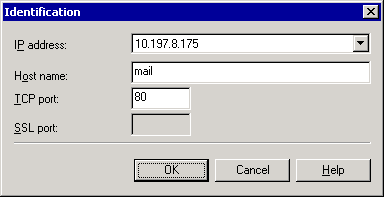 Identification
IP address: 10.197.8.175
Host name: mail
TCP port: 80
SSL port:
OK Cancel Help